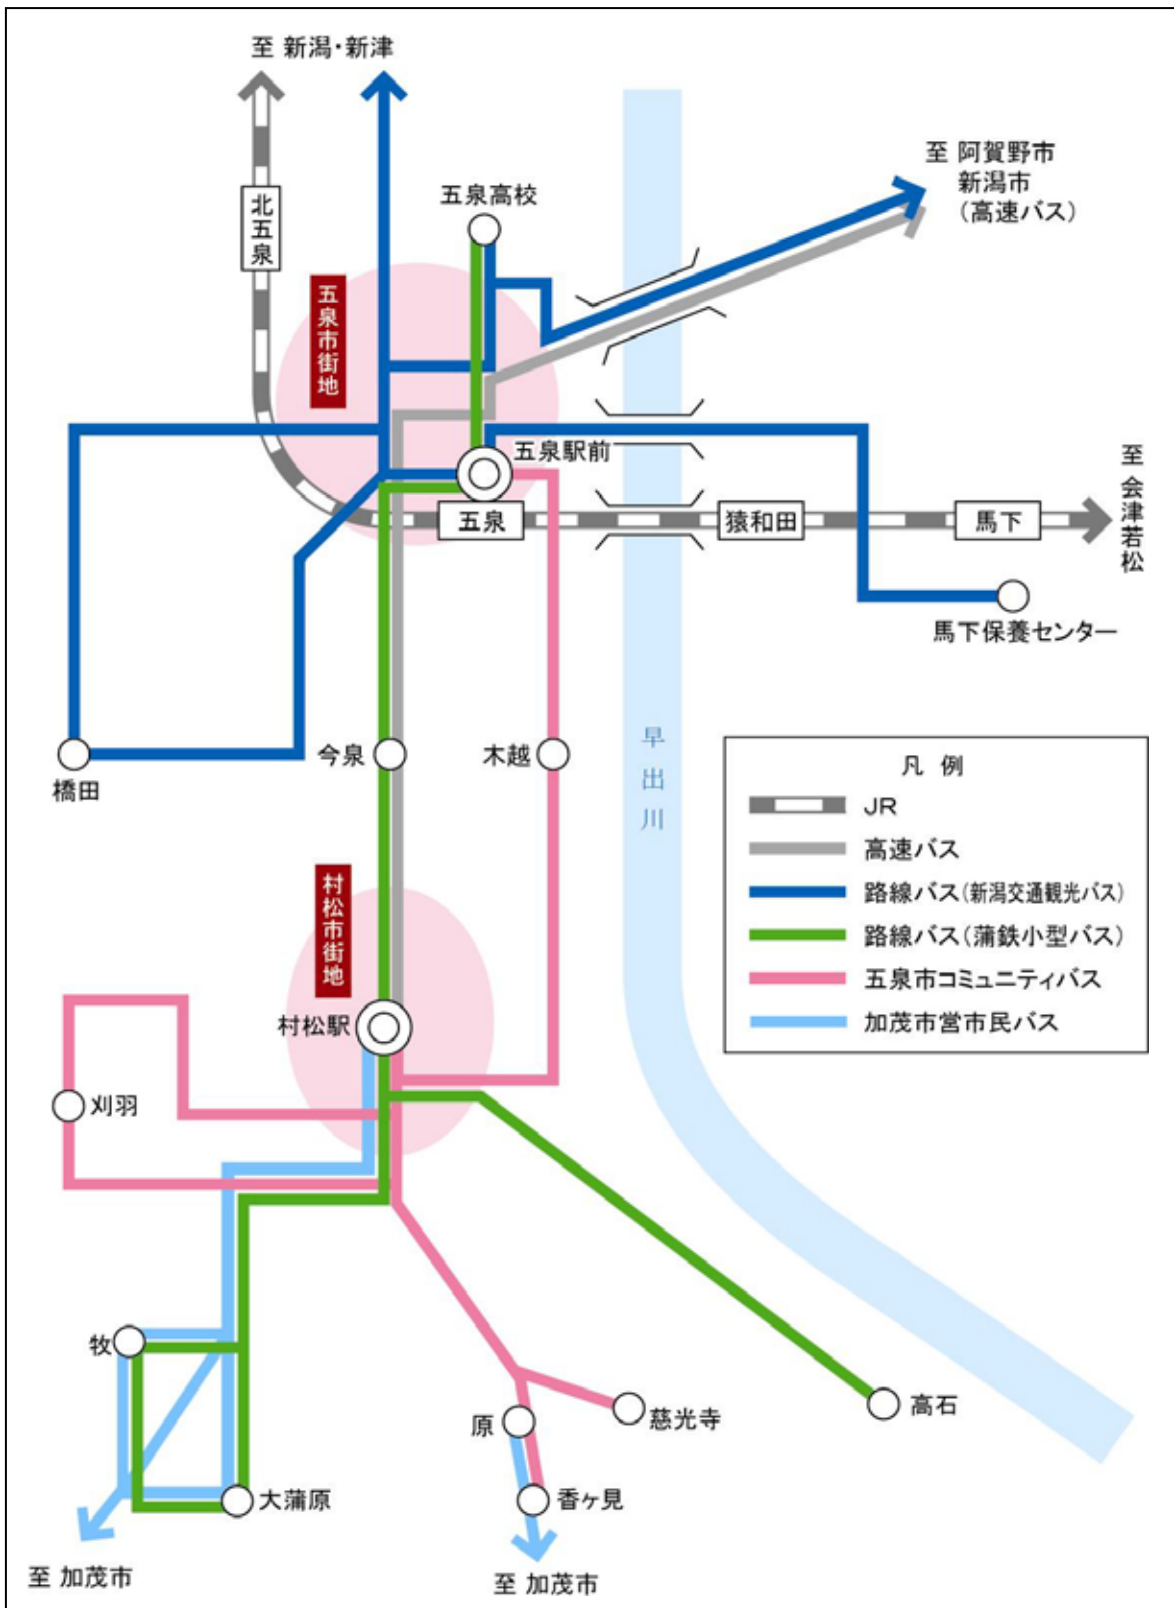 至 新潟・新津
至 阿賀野市
新潟市
（高速バス）
五泉高校
北五泉
五泉市街地
五泉駅前
至 会津若松
五泉
猿和田
馬下
馬下保養センター
橋田
今泉
木越
早出川
凡 例
JR
高速バス
路線バス（新潟交通観光バス）
路線バス（蒲鉄小型バス）
五泉市コミュニティバス
加茂市営市民バス
村松市街地
村松駅
刈羽
牧
大蒲原
原
慈光寺
高石
香ヶ見
至 加茂市
至 加茂市